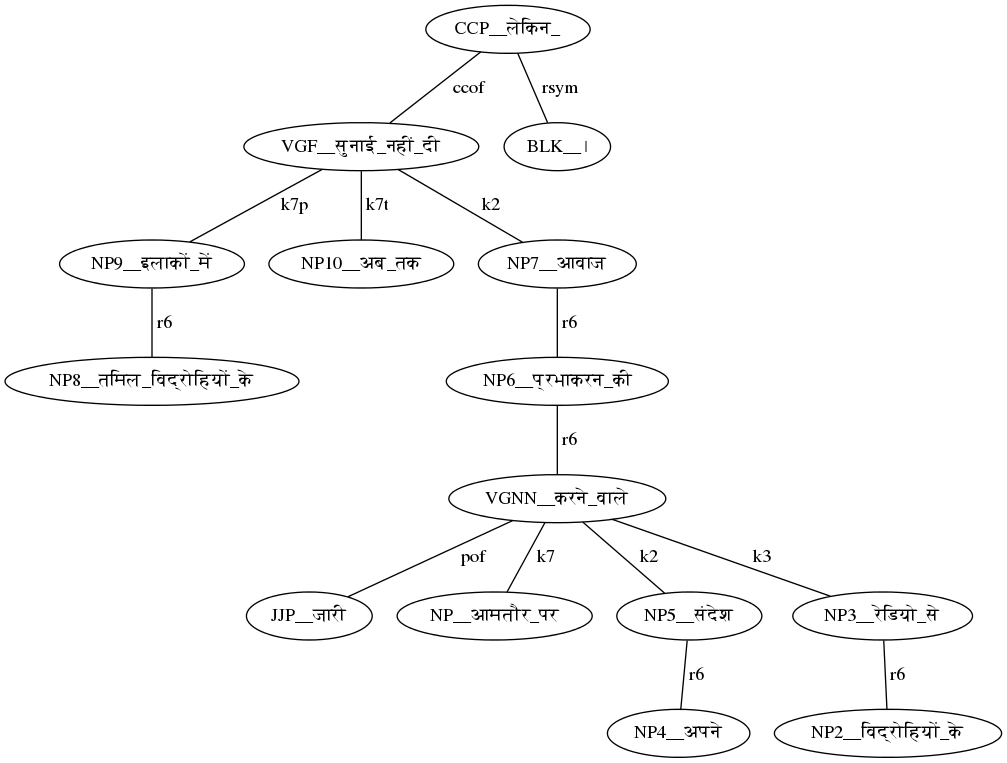 CCP__लेकिन_
ccof
rsym
VGF__सुनाई_नहीं_दी
BLK__।
k7p
k7t
k2
NP9__इलाकों_में
NP10__अब_तक
NP7__आवाज
r6
r6
NP8__तमिल_विद्रोहियों_के
NP6__प्रभाकरन_की
r6
VGNN__करने_वाले
pof
k7
k2
k3
JJP__जारी
NP__आमतौर_पर
NP5__संदेश
NP3__रेडियो_से
r6
r6
NP4__अपने
NP2__विद्रोहियों_के